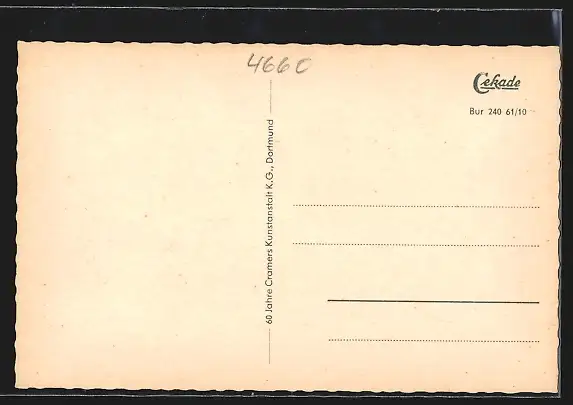 4660
Cekade
Bur 240 61/10
60 Jahre Cramers Kunstanstalt K.G., Dortmund